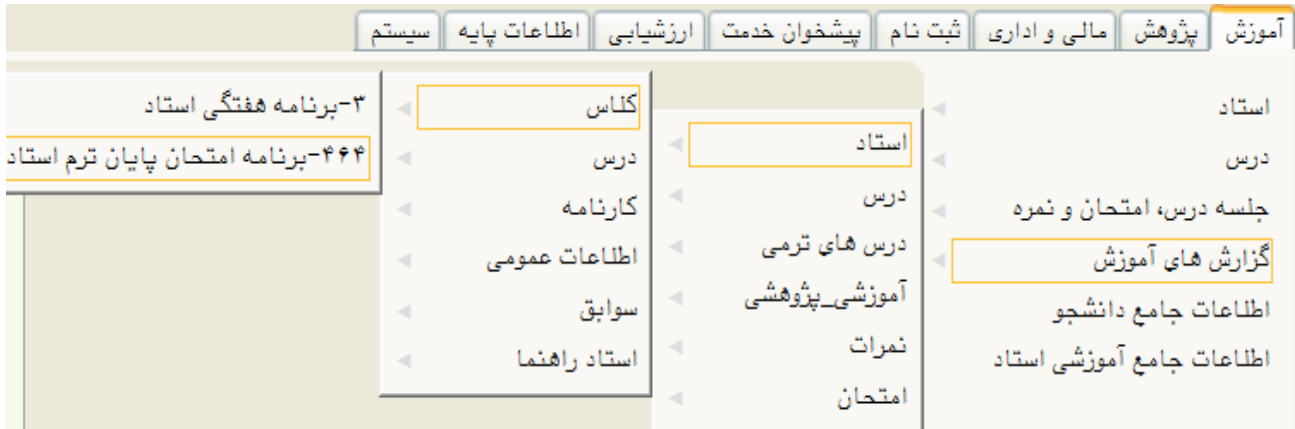 آموزش پژوهش مالی و اداری ثبت نام پیشخوان خدمت ارزشیابی اطلاعات پایه سیستم
استاد
درس
جلسه درس، امتحان و نمره
گزارش هاي آموزش
اطلاعات جامع دانشجو
اطلاعات جامع آموزشی استاد
استاد
درس
درس هاي ترمی
آموزشی_پژوهشی
نمرات
امتحان
کلاس
درس
کارنامه
اطلاعات عمومی
سوابق
استاد راهنما
۳-برنامه هفتگی استاد
۴۶۴-برنامه امتحان پایان ترم استاد